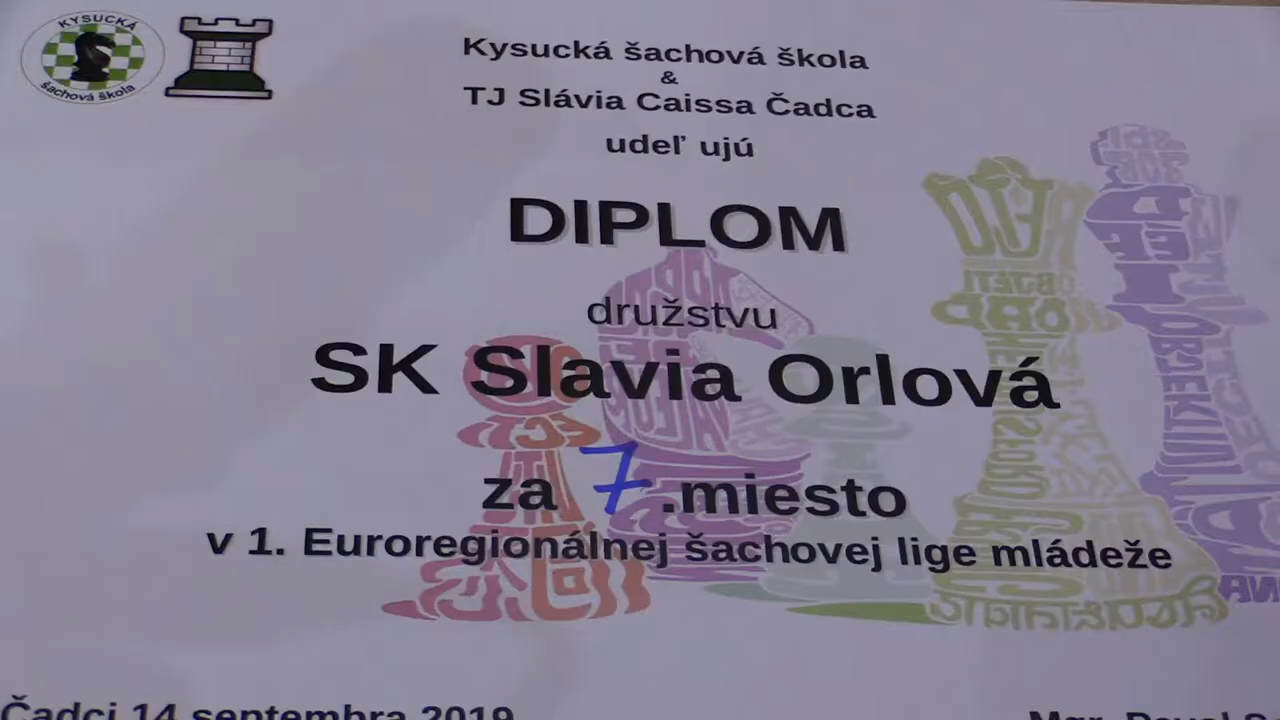 KYSUCKÁ
šachová škola
Kysucká šachová škola
&
TJ Slávia Caissa Čadca
udeľ ujú
DIPLOM
družstvu
SK Slavia Orlová
za 7.miesto
v 1. Euroregionálnej šachovej lige mládeže
Čadci 14 septembra 2019
Mgr.